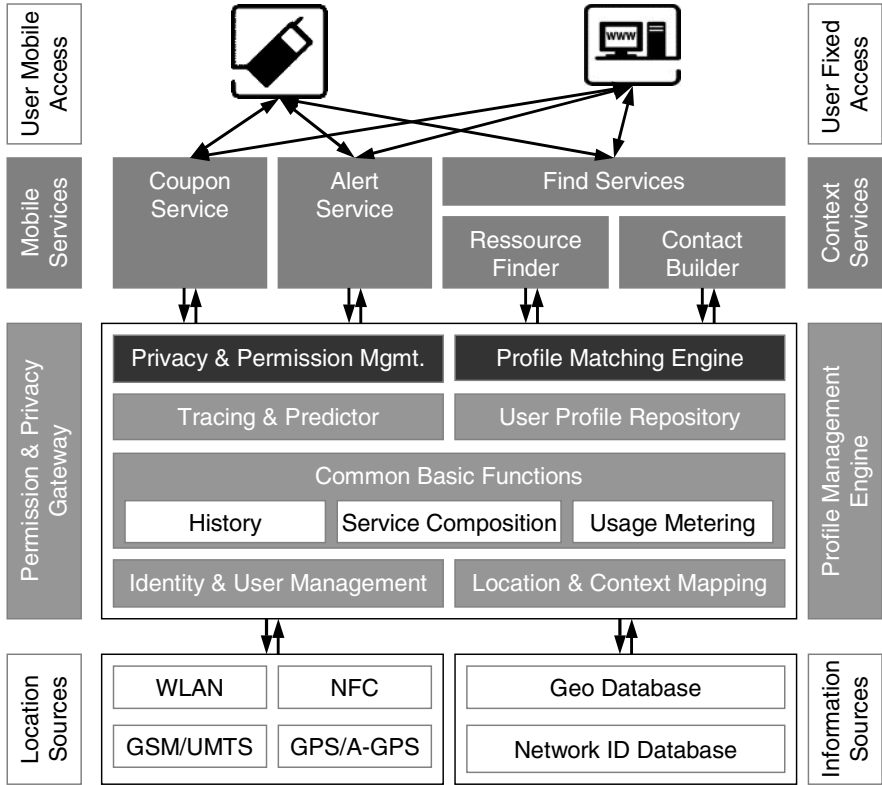 User Mobile
Access
WWW
User Fixed
Access
Mobile
Services
Coupon
Service
Alert
Service
Find Services
Ressource
Finder
Contact
Builder
Context
Services
Permission & Privacy
Gateway
Privacy & Permission Mgmt.
Profile Matching Engine
Tracing & Predictor
User Profile Repository
Common Basic Functions
History
Service Composition
Usage Metering
Identity & User Management
Location & Context Mapping
Profile Management
Engine
Location
Sources
WLAN
NFC
GSM/UMTS
GPS/A-GPS
Geo Database
Network ID Database
Information
Sources